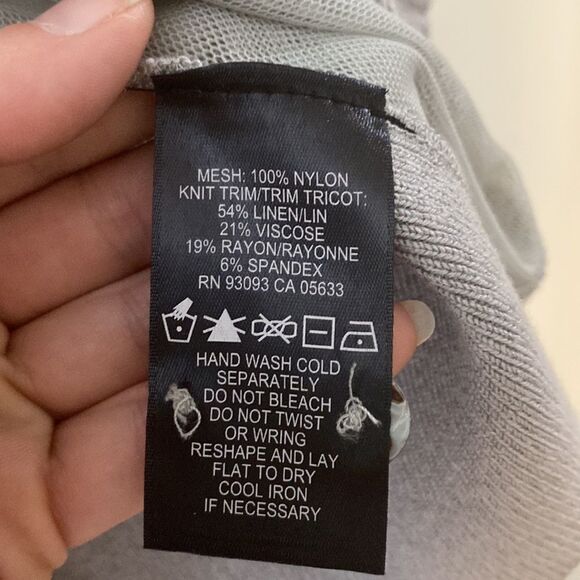 MESH: 100% NYLON
KNIT TRIM/TRIM TRICOT:
54% LINEN/LIN
21% VISCOSE
19% RAYON/RAYONNE
6% SPANDEX
RN 93093 CA 05633
HAND WASH COLD
SEPARATELY
DO NOT BLEACH
DO NOT TWIST
OR WRING
RESHAPE AND LAY
FLAT TO DRY
COOL IRON
IF NECESSARY